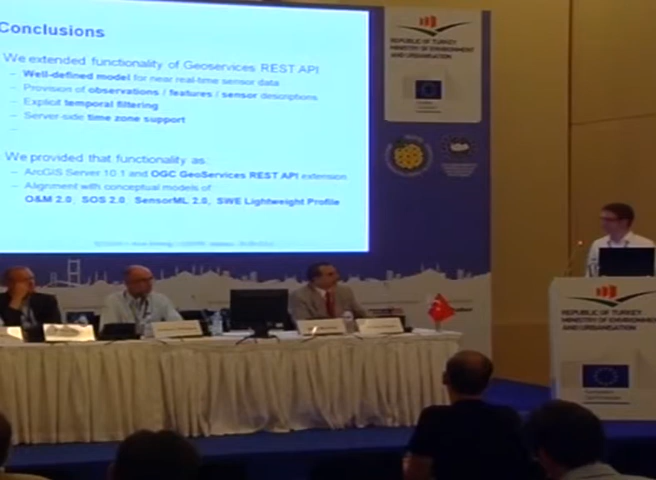 Conclusions
We extended functionality of Geoservices REST API
– Well-defined model for near real-time sensor data
– Provision of observations / features / sensor descriptions
– Explicit temporal filtering
– Server-side time zone support
–
We provided that functionality as:
– ArcGIS Server 10.1 and OGC GeoServices REST API extension
– Alignment with conceptual models of
O&M 2.0, SOS 2.0, SensorML 2.0, SWE Lightweight Profile
REPUBLIC OF TURKEY
MINISTRY OF ENVIRONMENT
AND URBANISATION
REPUBLIC OF TURKEY
MINISTRY OF ENVIRONMENT
AND URBANISATION